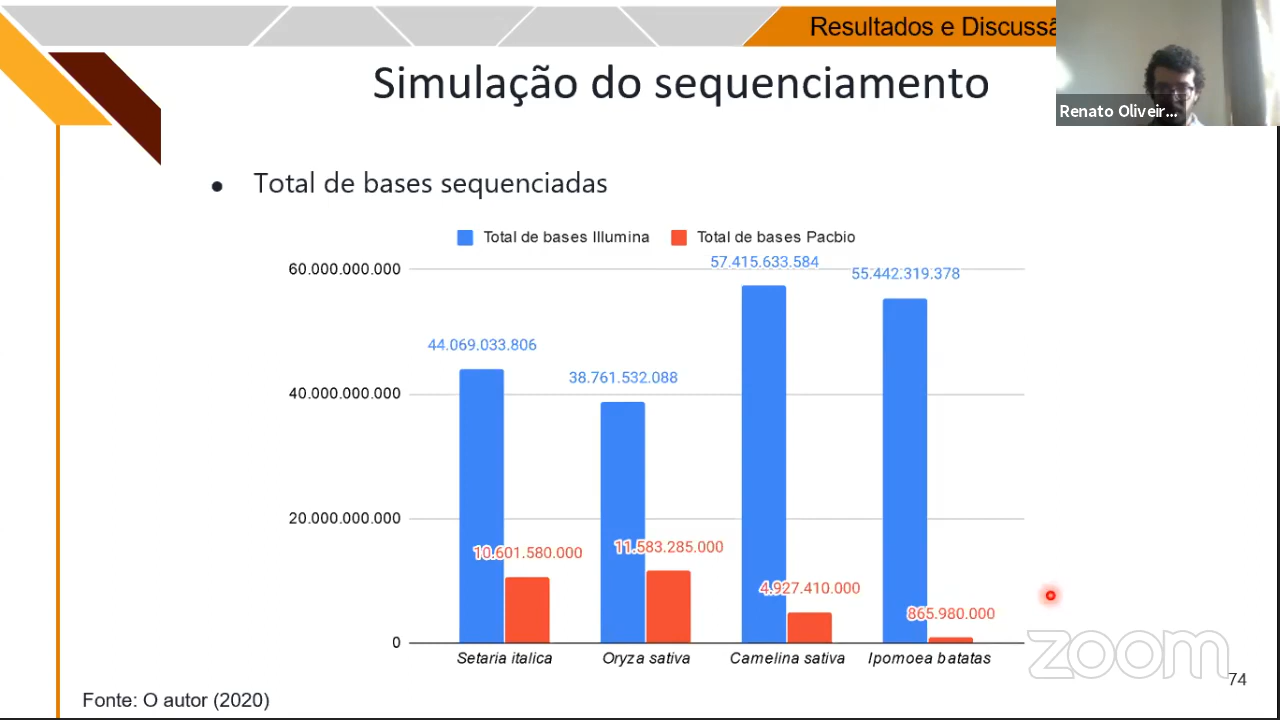 Resultados e Discussã
Simulação do sequenciamento
Renato Oliveir...
● Total de bases sequenciadas
Total de bases Illumina Total de bases Pacbio
60.000.000.000
57.415.633.584
55.442.319.378
44.069.033.806
38.761.532.088
40.000.000.000
20.000.000.000
10.601.580.000
11.583.285.000
4.927.410.000
865.980.000
0
Setaria italica Oryza sativa Camelina sativa Ipomoea batatas
zoom
74
Fonte: O autor (2020)